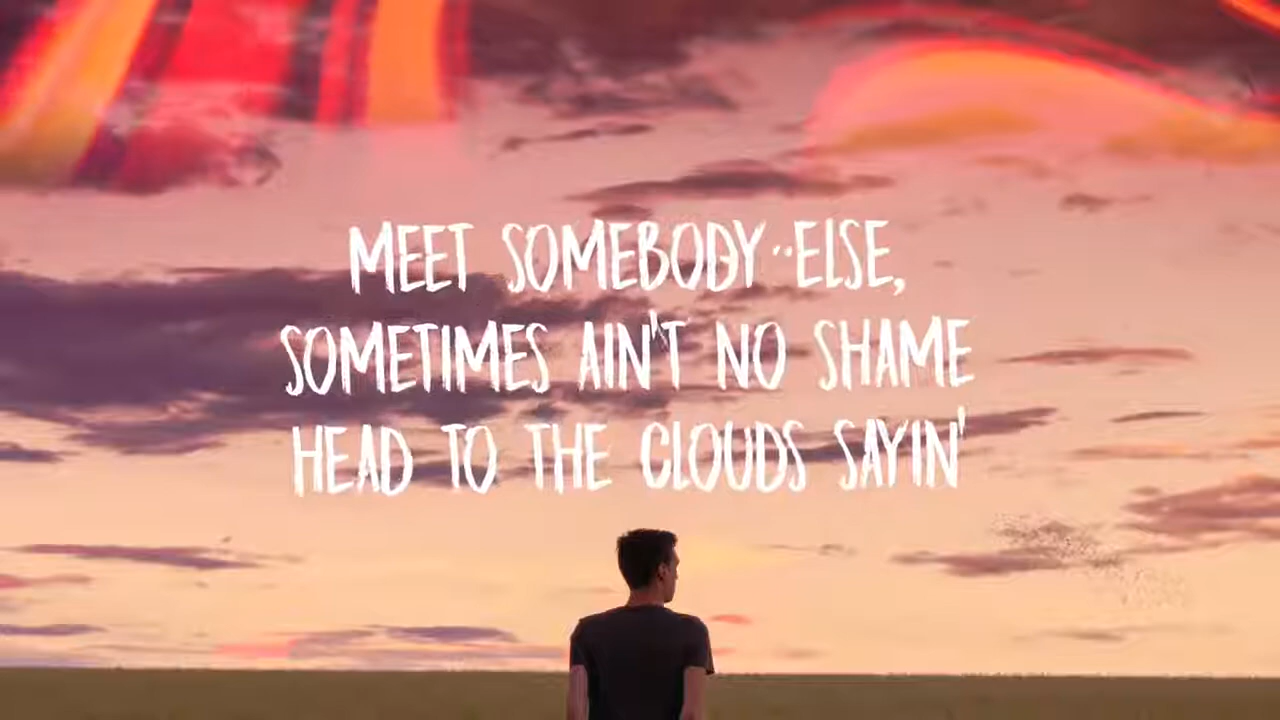 MEET SOMEBODY ELSE,
SOMETIMES AIN'T NO SHAME
HEAD TO THE CLOUDS SAYIN'